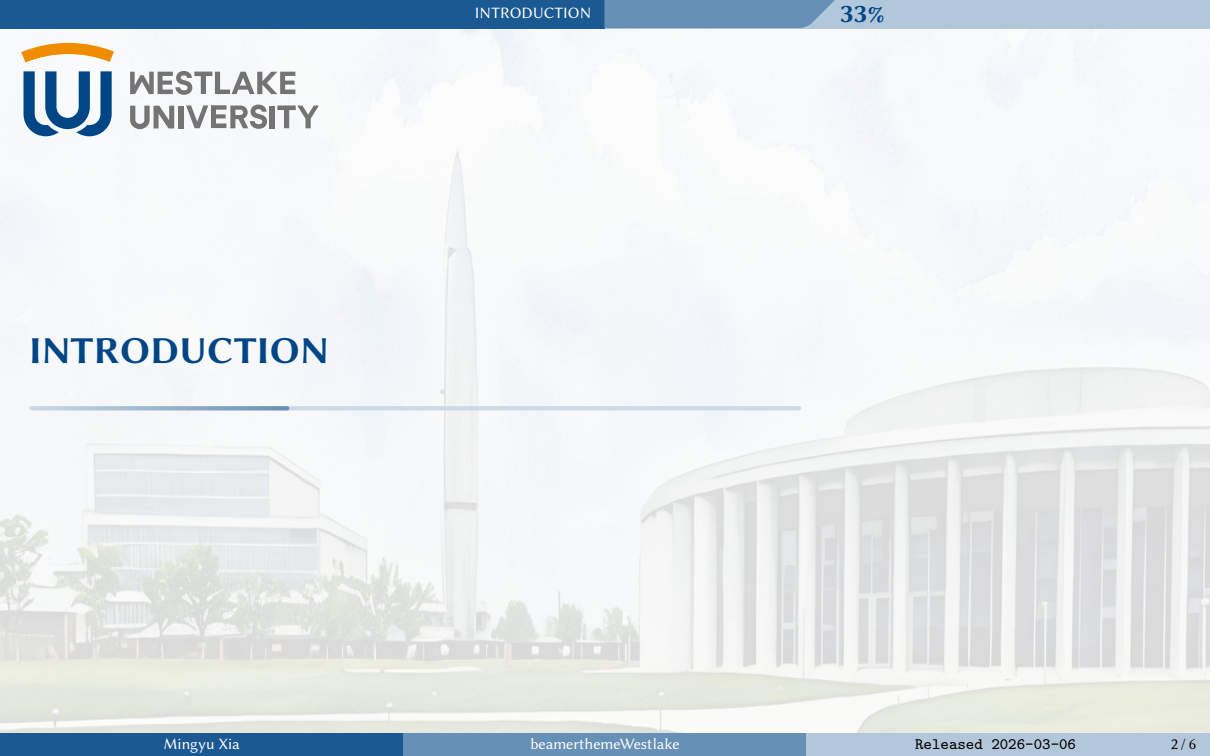 INTRODUCTION
33%
WESTLAKE
UNIVERSITY
INTRODUCTION
Mingyu Xia
beamerthemeWestlake
Released 2026-03-06
2 / 6